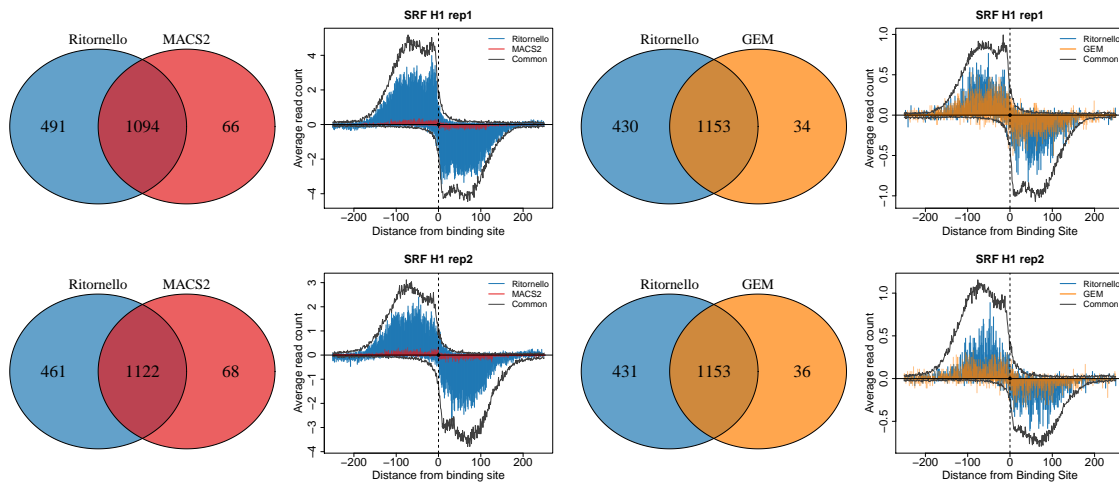 Ritornello MACS2
491 1094 66
SRF H1 rep1
Average read count
4
2
0
−2
−4
Ritornello
MACS2
Common
−200 −100 0 100 200
Distance from binding site
Ritornello GEM
430 1153 34
SRF H1 rep1
Average read count
1.0
0.5
0.0
−0.5
−1.0
Ritornello
GEM
Common
−200 −100 0 100 200
Distance from Binding Site
Ritornello MACS2
461 1122 68
SRF H1 rep2
Average read count
3
2
1
0
−1
−2
−3
−4
Ritornello
MACS2
Common
−200 −100 0 100 200
Distance from binding site
Ritornello GEM
431 1153 36
SRF H1 rep2
Average read count
1.0
0.5
0.0
−0.5
Ritornello
GEM
Common
−200 −100 0 100 200
Distance from Binding Site